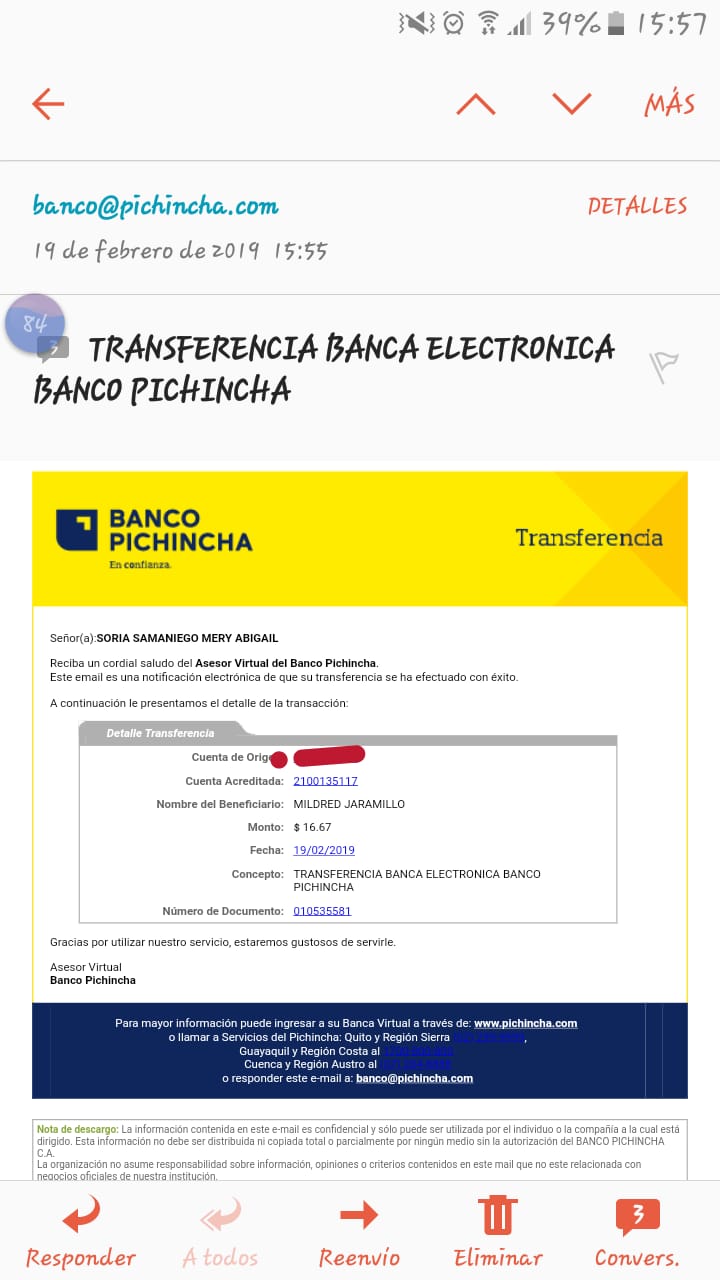 39% 15:57
MÁS
banco@pichincha.com
DETALLES
19 de febrero de 2019 15:55
84
3
TRANSFERENCIA BANCA ELECTRONICA
BANCO PICHINCHA
BANCO
PICHINCHA
En confianza.
Transferencia
Señor(a):SORIA SAMANIEGO MERY ABIGAIL
Reciba un cordial saludo del Asesor Virtual del Banco Pichincha.
Este email es una notificación electrónica de que su transferencia se ha efectuado con éxito.
A continuación le presentamos el detalle de la transacción:
Detalle Transferencia
Cuenta de
Cuenta Acreditada: 2100135117
Nombre del Beneficiario: MILDRED JARAMILLO
Monto: $ 16.67
Fecha: 19/02/2019
Concepto: TRANSFERENCIA BANCA ELECTRONICA BANCO
PICHINCHA
Número de Documento: 010535581
Gracias por utilizar nuestro servicio, estaremos gustosos de servirle.
Asesor Virtual
Banco Pichincha
Para mayor información puede ingresar a su Banca Virtual a través de: www.pichincha.com
o llamar a Servicios del Pichincha: Quito y Región Sierra ,
Guayaquil y Región Costa al
Cuenca y Región Austro al
o responder este e-mail a: banco@pichincha.com
Nota de descargo: La información contenida en este e-mail es confidencial y sólo puede ser utilizada por el individuo o la compañía a la cual está
dirigido. Esta información no debe ser distribuida ni copiada total o parcialmente por ningún medio sin la autorización del BANCO PICHINCHA
C.A.
La organización no asume responsabilidad sobre información, opiniones o criterios contenidos en este mail que no este relacionada con
negocios oficiales de nuestra institución.
3
Responder A todos Reenvío Eliminar Convers.